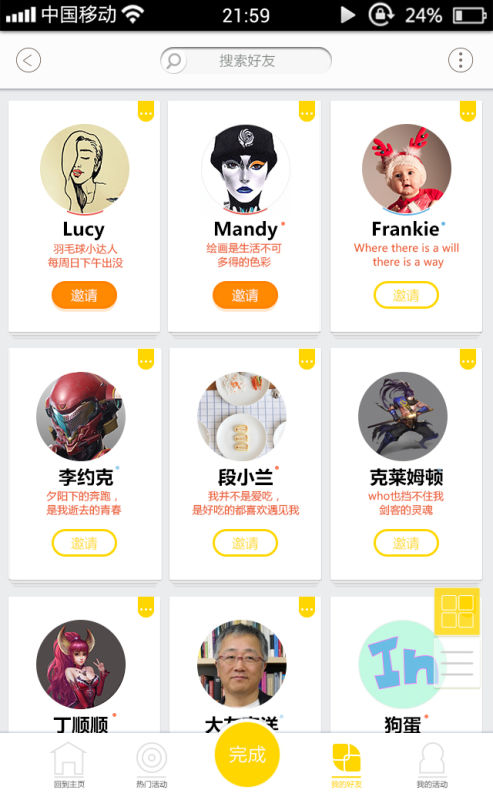 中国移动 21:59 24%
搜索好友
Lucy
羽毛球小达人
每周日下午出没
邀请
Mandy
绘画是生活不可
多得的色彩
邀请
Frankie
Where there is a will
there is a way
邀请
李约克
夕阳下的奔跑，
是我逝去的青春
邀请
段小兰
我并不是爱吃，
是好吃的都喜欢遇见我
邀请
克莱姆顿
who也挡不住我
剑客的灵魂
邀请
丁顺顺
狗蛋
In
回到主页
热门活动
完成
我的好友
我的活动